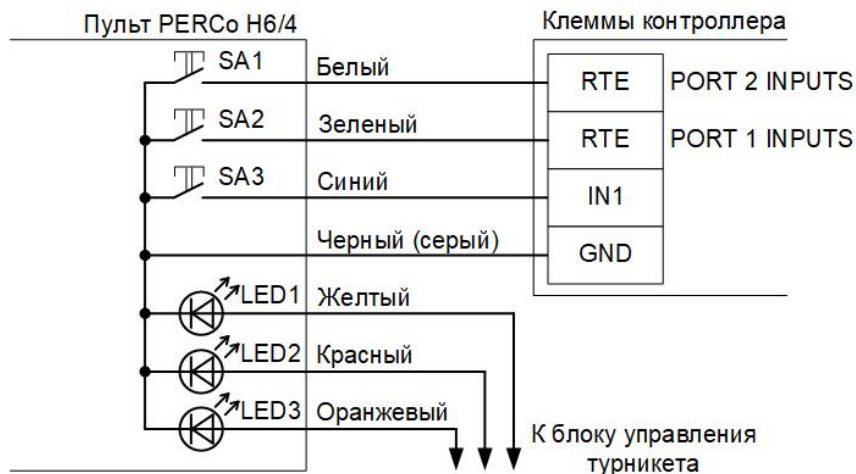 Пульт PERCo H6/4
Клеммы контроллера
SA1
Белый
RTE
PORT 2 INPUTS
SA2
Зеленый
RTE
PORT 1 INPUTS
SA3
Синий
IN1
Черный (серый)
GND
LED1
Желтый
LED2
Красный
LED3
Оранжевый
К блоку управления
турникета